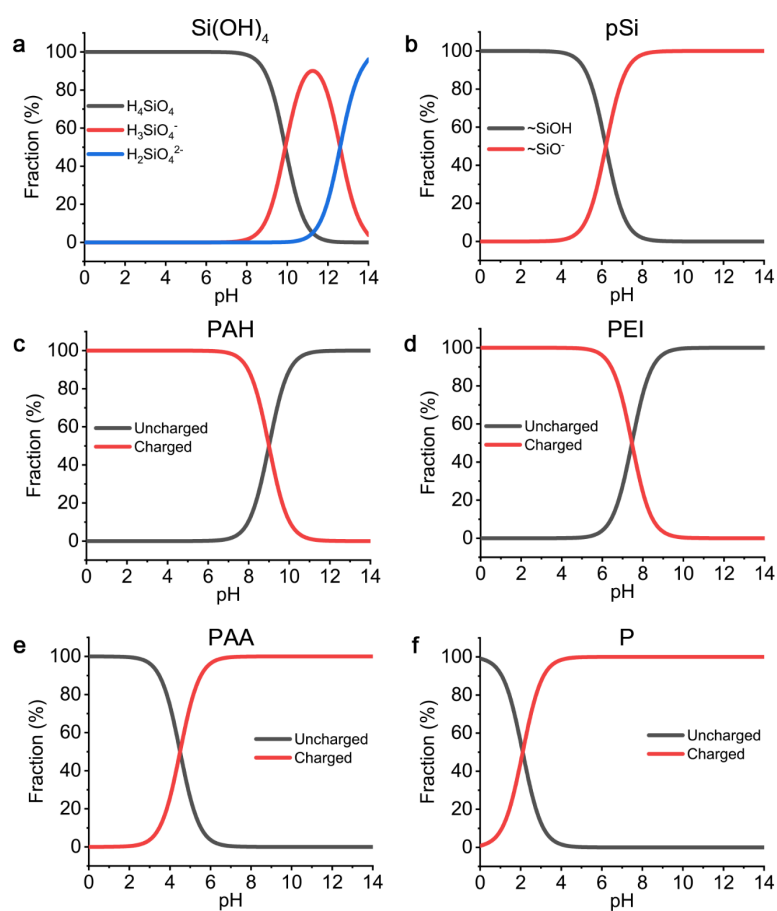 a
Si(OH)4
Fraction (%)
100
80
60
40
20
0
H4SiO4
H3SiO4-
H2SiO42-
0 2 4 6 8 10 12 14
pH
b
pSi
Fraction (%)
100
80
60
40
20
0
~SiOH
~SiO-
0 2 4 6 8 10 12 14
pH
c
PAH
Fraction (%)
100
80
60
40
20
0
Uncharged
Charged
0 2 4 6 8 10 12 14
pH
d
PEI
Fraction (%)
100
80
60
40
20
0
Uncharged
Charged
0 2 4 6 8 10 12 14
pH
e
PAA
Fraction (%)
100
80
60
40
20
0
Uncharged
Charged
0 2 4 6 8 10 12 14
pH
f
P
Fraction (%)
100
80
60
40
20
0
Uncharged
Charged
0 2 4 6 8 10 12 14
pH